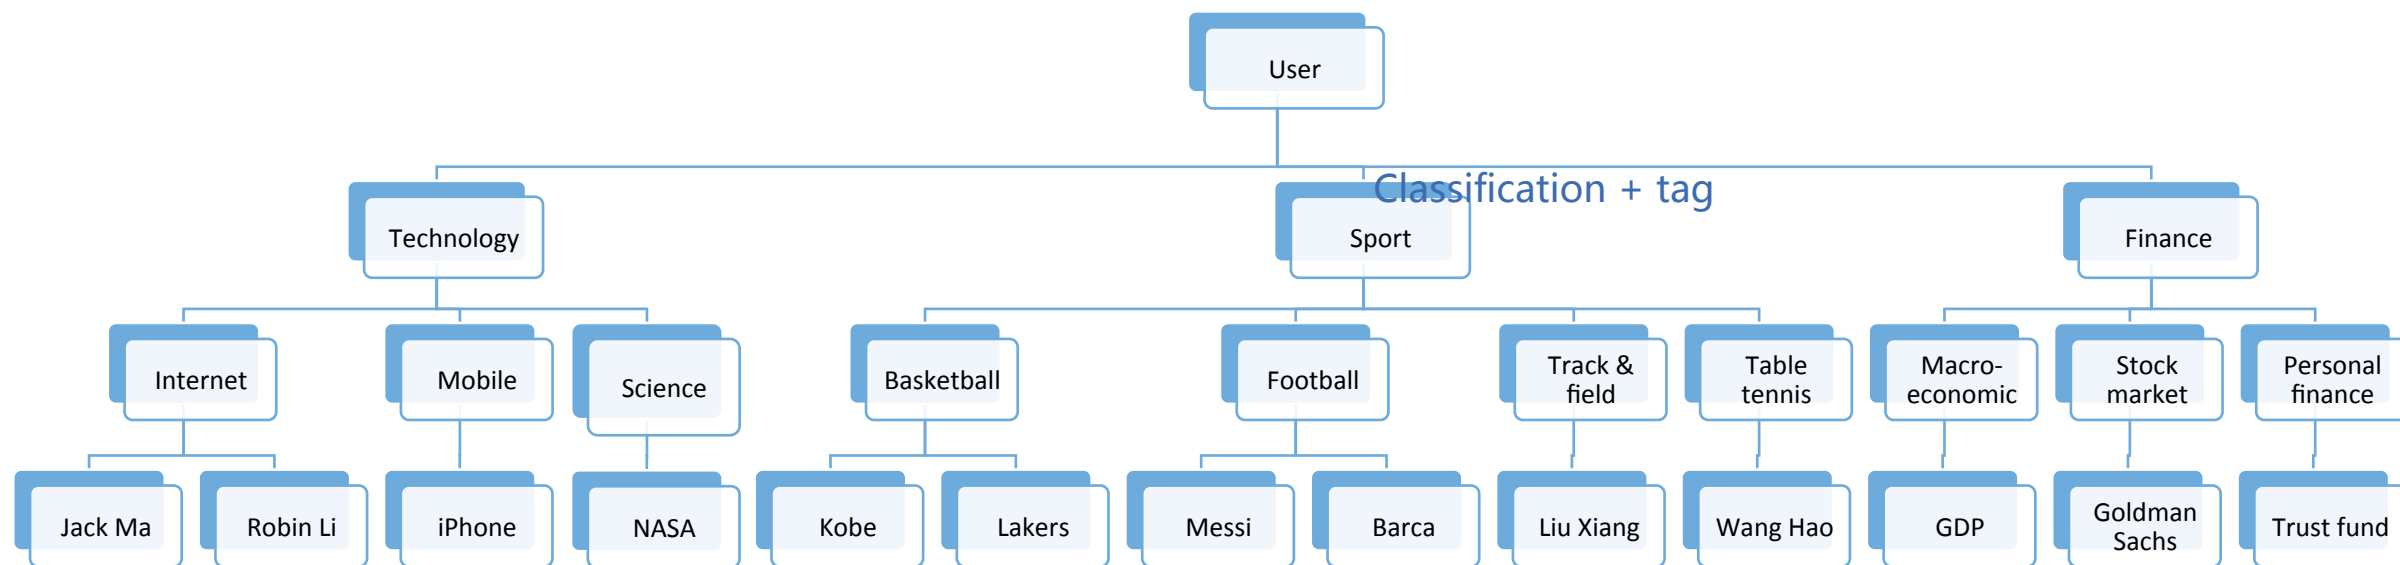 User
Classification + tag
Technology
Sport
Finance
Internet
Mobile
Science
Basketball
Football
Track &
field
Table
tennis
Macro-
economic
Stock
market
Personal
finance
Jack Ma
Robin Li
iPhone
NASA
Kobe
Lakers
Messi
Barca
Liu Xiang
Wang Hao
GDP
Goldman
Sachs
Trust fund